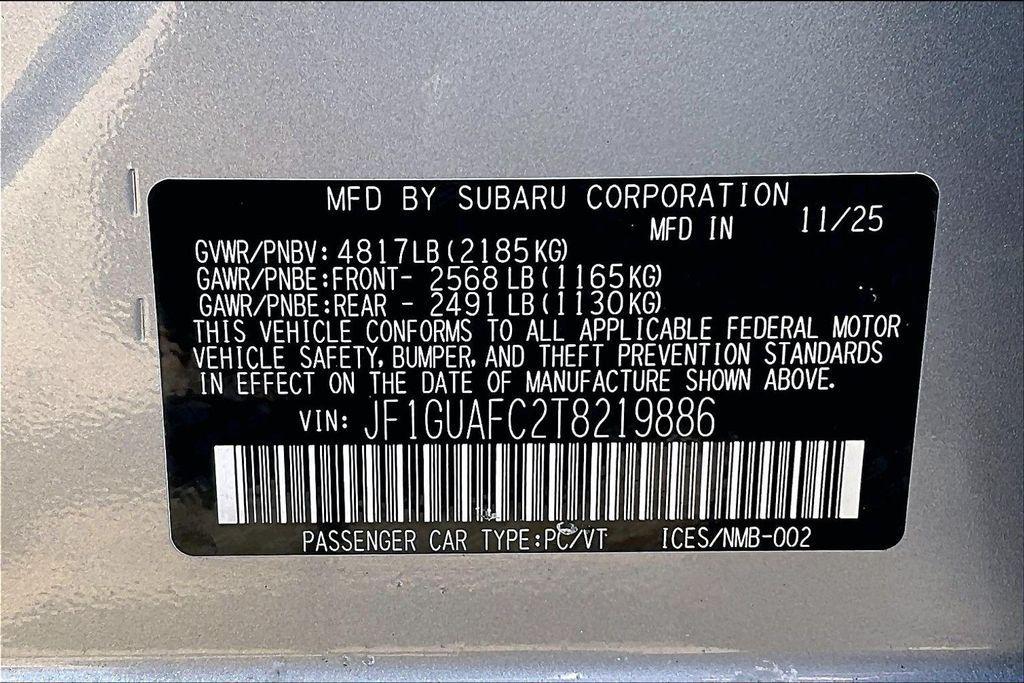 MFD BY SUBARU CORPORATION
MFD IN 11/25
GVWR/PNBV: 4817LB(2185KG)
GAWR/PNBE:FRONT- 2568 LB(1165KG)
GAWR/PNBE:REAR - 2491 LB(1130KG)
THIS VEHICLE CONFORMS TO ALL APPLICABLE FEDERAL MOTOR
VEHICLE SAFETY, BUMPER, AND THEFT PREVENTION STANDARDS
IN EFFECT ON THE DATE OF MANUFACTURE SHOWN ABOVE.
VIN: JF1GUAFC2T8219886
PASSENGER CAR TYPE:PC/VT ICES/NMB-002